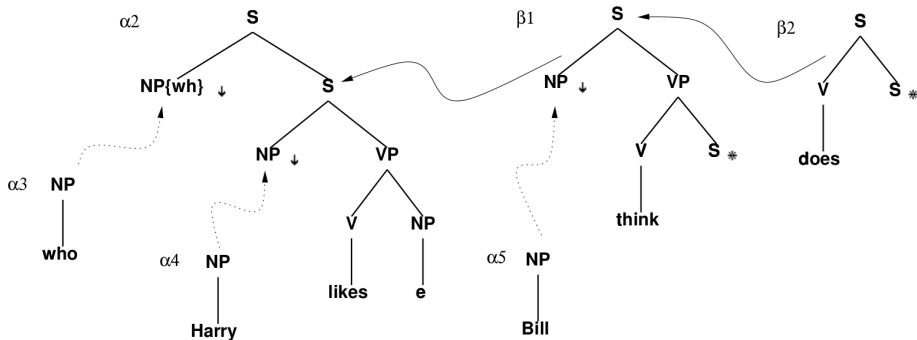 α2 S β1 S β2 S
NP{wh} ↓ S NP ↓ VP V S *
NP ↓ VP V S * does
α3 NP
V NP think
who α4 NP α5 NP
likes e
Harry Bill